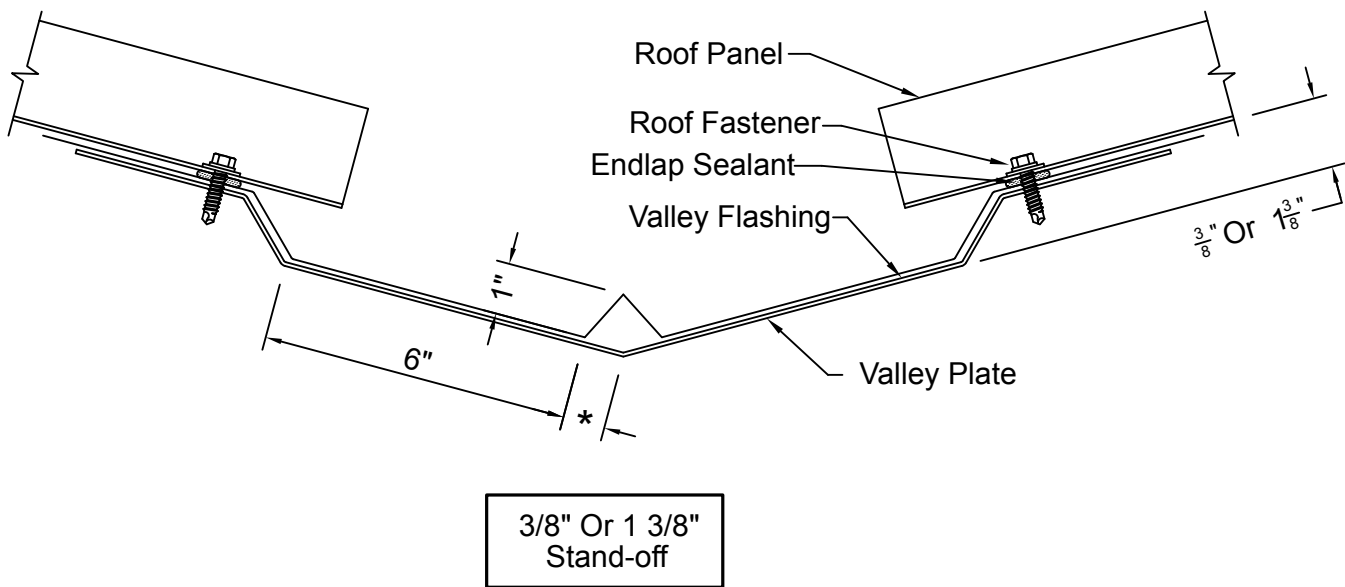 Roof Panel
Roof Fastener
Endlap Sealant
Valley Flashing
3/8" Or 1 3/8"
1"
6"
*
Valley Plate
3/8" Or 1 3/8"
Stand-off